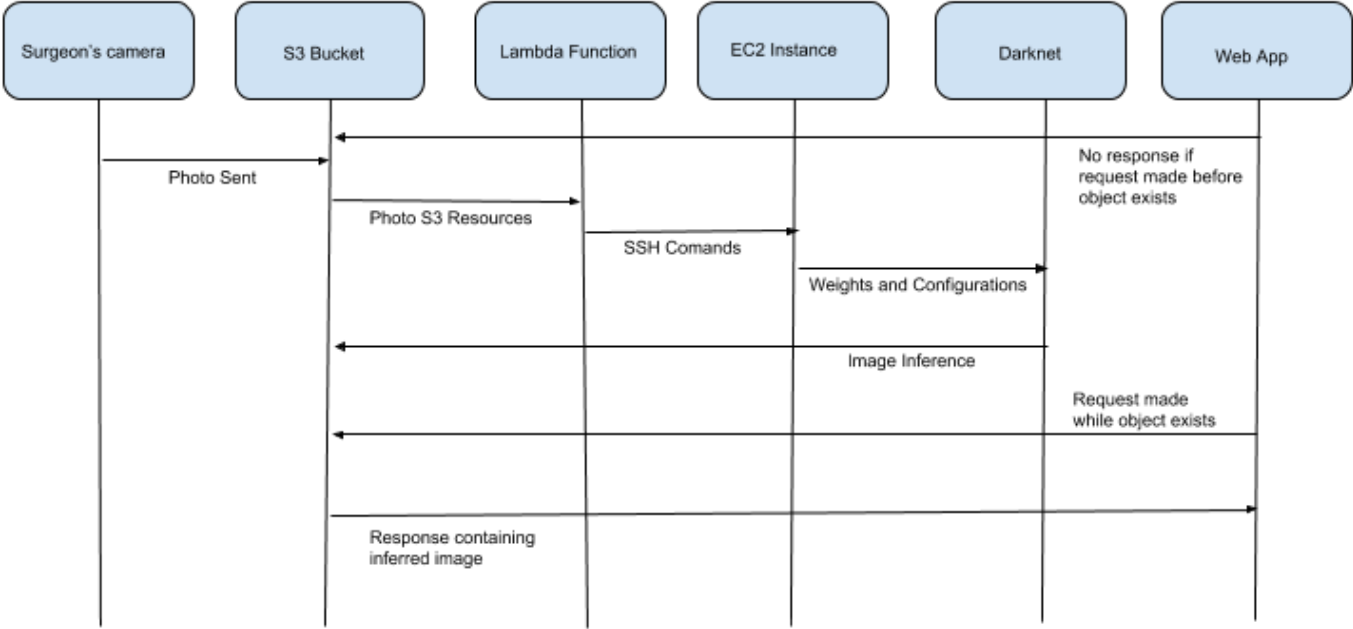 Surgeon's camera
S3 Bucket
Lambda Function
EC2 Instance
Darknet
Web App
No response if
request made before
object exists
Photo Sent
Photo S3 Resources
SSH Comands
Weights and Configurations
Image Inference
Request made
while object exists
Response containing
inferred image